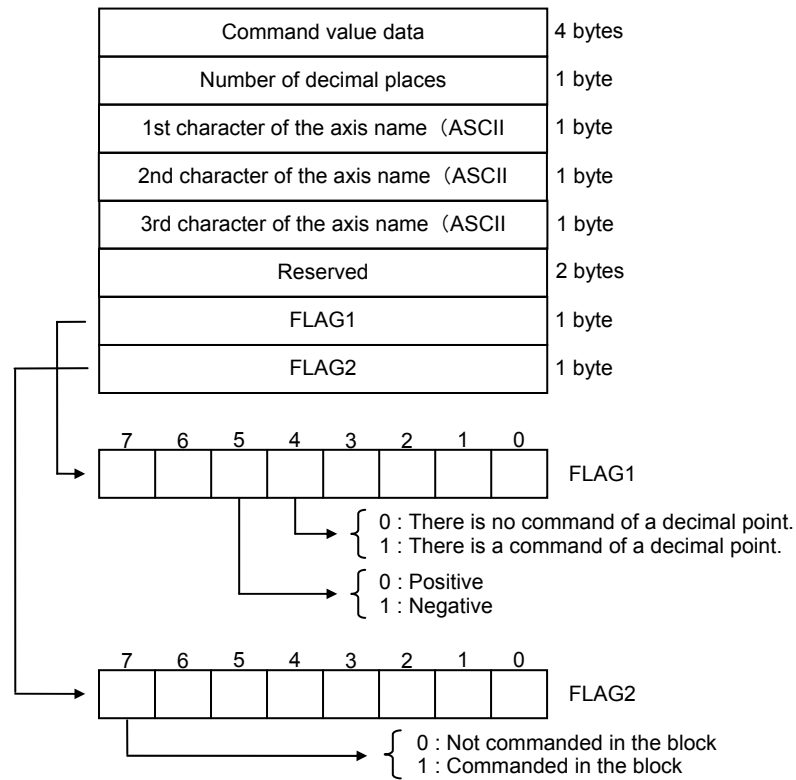 Command value data 4 bytes
Number of decimal places 1 byte
1st character of the axis name（ASCII 1 byte
2nd character of the axis name（ASCII 1 byte
3rd character of the axis name（ASCII 1 byte
Reserved 2 bytes
FLAG1 1 byte
FLAG2 1 byte
7 6 5 4 3 2 1 0
FLAG1
0 : There is no command of a decimal point.
1 : There is a command of a decimal point.
0 : Positive
1 : Negative
7 6 5 4 3 2 1 0
FLAG2
0 : Not commanded in the block
1 : Commanded in the block